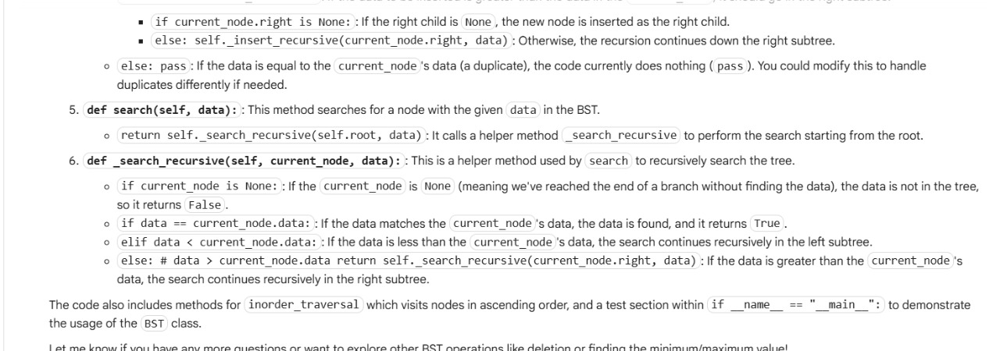 if current_node.right is None: : If the right child is None , the new node is inserted as the right child.
else: self._insert_recursive(current_node.right, data) : Otherwise, the recursion continues down the right subtree.
else: pass : If the data is equal to the current_node 's data (a duplicate), the code currently does nothing ( pass ). You could modify this to handle
duplicates differently if needed.
5. def search(self, data): : This method searches for a node with the given data in the BST.
return self._search_recursive(self.root, data) : It calls a helper method _search_recursive to perform the search starting from the root.
6. def _search_recursive(self, current_node, data): : This is a helper method used by search to recursively search the tree.
if current_node is None: : If the current_node is None (meaning we've reached the end of a branch without finding the data), the data is not in the tree,
so it returns False .
if data == current_node.data: : If the data matches the current_node 's data, the data is found, and it returns True .
elif data < current_node.data: : If the data is less than the current_node 's data, the search continues recursively in the left subtree.
else: # data > current_node.data return self._search_recursive(current_node.right, data) : If the data is greater than the current_node 's
data, the search continues recursively in the right subtree.
The code also includes methods for inorder_traversal which visits nodes in ascending order, and a test section within if __name__ == "__main__": to demonstrate
the usage of the BST class.
Let me know if you have any more questions or want to explore other BST operations like deletion or finding the minimum/maximum value!